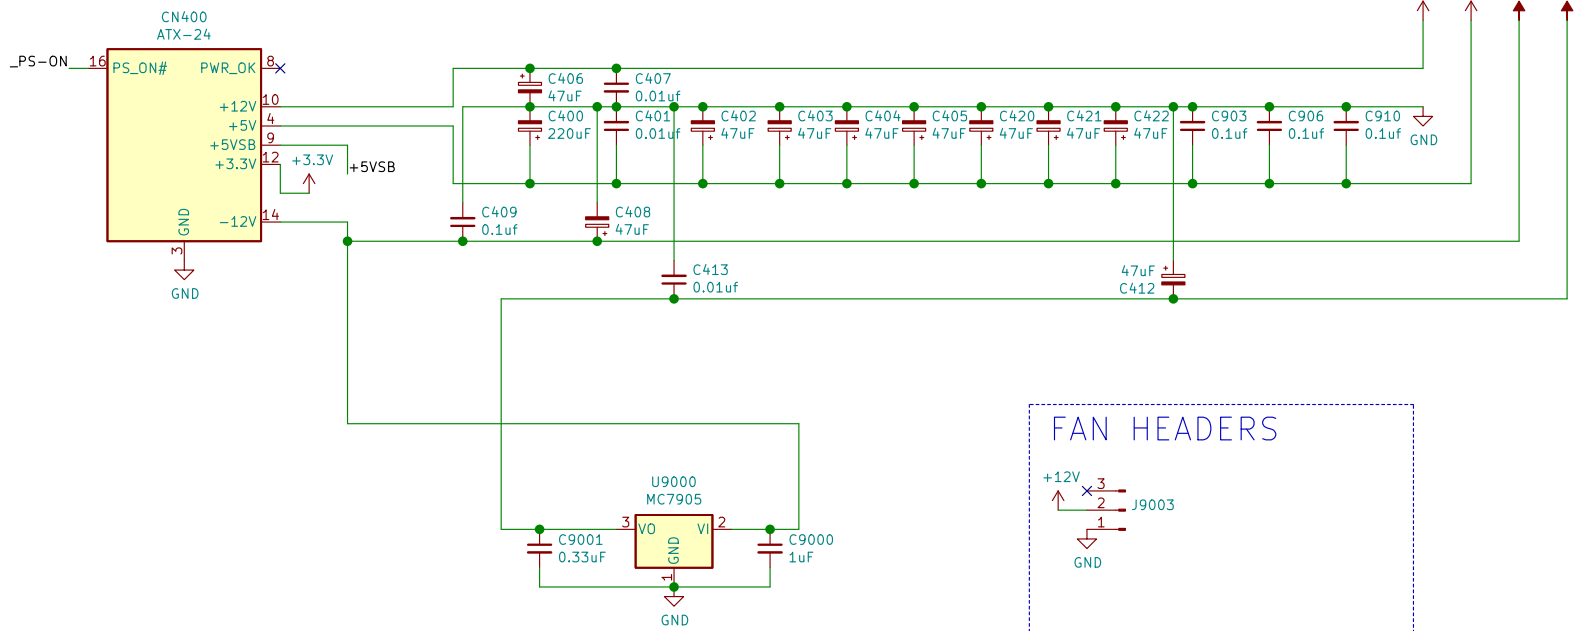 CN400
ATX-24
_PS-ON
16
PS_ON#
PWR_OK
8
+12V
10
+5V
4
+5VSB
9
+3.3V
12
-12V
14
GND
3
GND
+3.3V
+5VSB
C406
47uF
C407
0.01uf
C400
220uF
C401
0.01uf
C402
47uF
C403
47uF
C404
47uF
C405
47uF
C420
47uF
C421
47uF
C422
47uF
C903
0.1uf
C906
0.1uf
C910
0.1uf
GND
C409
0.1uf
C408
47uF
C413
0.01uf
47uF
C412
FAN HEADERS
+12V
3
2
1
J9003
GND
U9000
MC7905
3
VO
VI
2
GND
1
C9001
0.33uF
C9000
1uF
GND